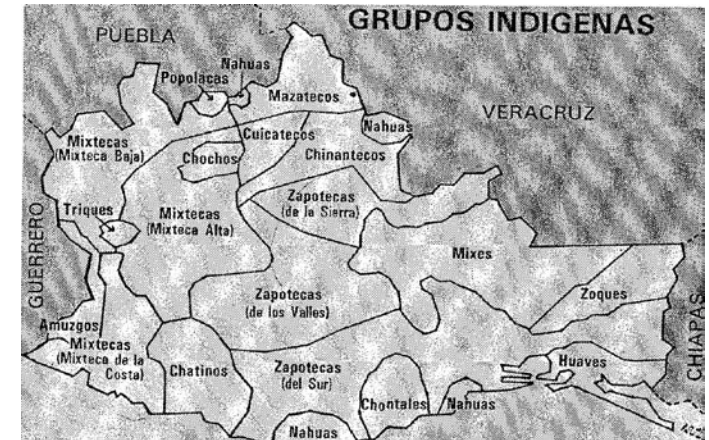 GRUPOS INDIGENAS
PUEBLA
Nahuas
Popolacas
Mazatecos
VERACRUZ
Nahuas
Cuicatecos
Mixtecas
(Mixteca Baja)
Chochos
Chinantecos
Zapotecas
(de la Sierra)
Triques
Mixtecas
(Mixteca Alta)
GUERRERO
Mixes
Zapotecas
(de los Valles)
Zoques
CHIAPAS
Amuzgos
Mixtecas
(Mixteca de la
Costa)
Chatinos
Zapotecas
(del Sur)
Huaves
Chontales
Nahuas
Nahuas